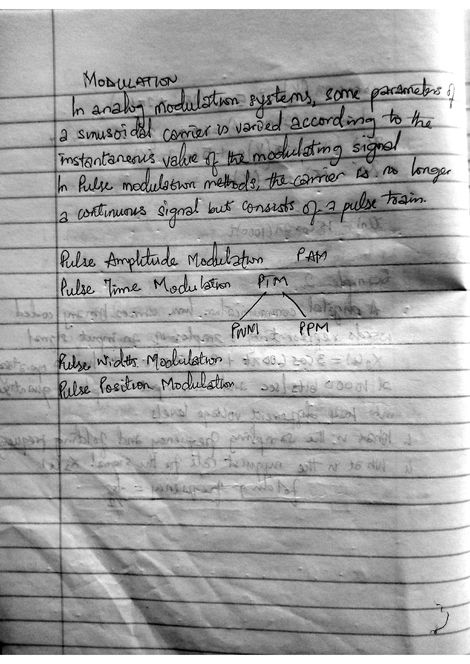 MODULATION
In analog modulation systems, some parameters of
a sinusoidal carrier is varied according to the
instantaneous value of the modulating signal
In Pulse modulation methods, the carrier is no longer
a continuous signal but consists of a pulse train.
Pulse Amplitude Modulation PAM
Pulse Time Modulation PTM
PWM PPM
Pulse Width Modulation
Pulse Position Modulation